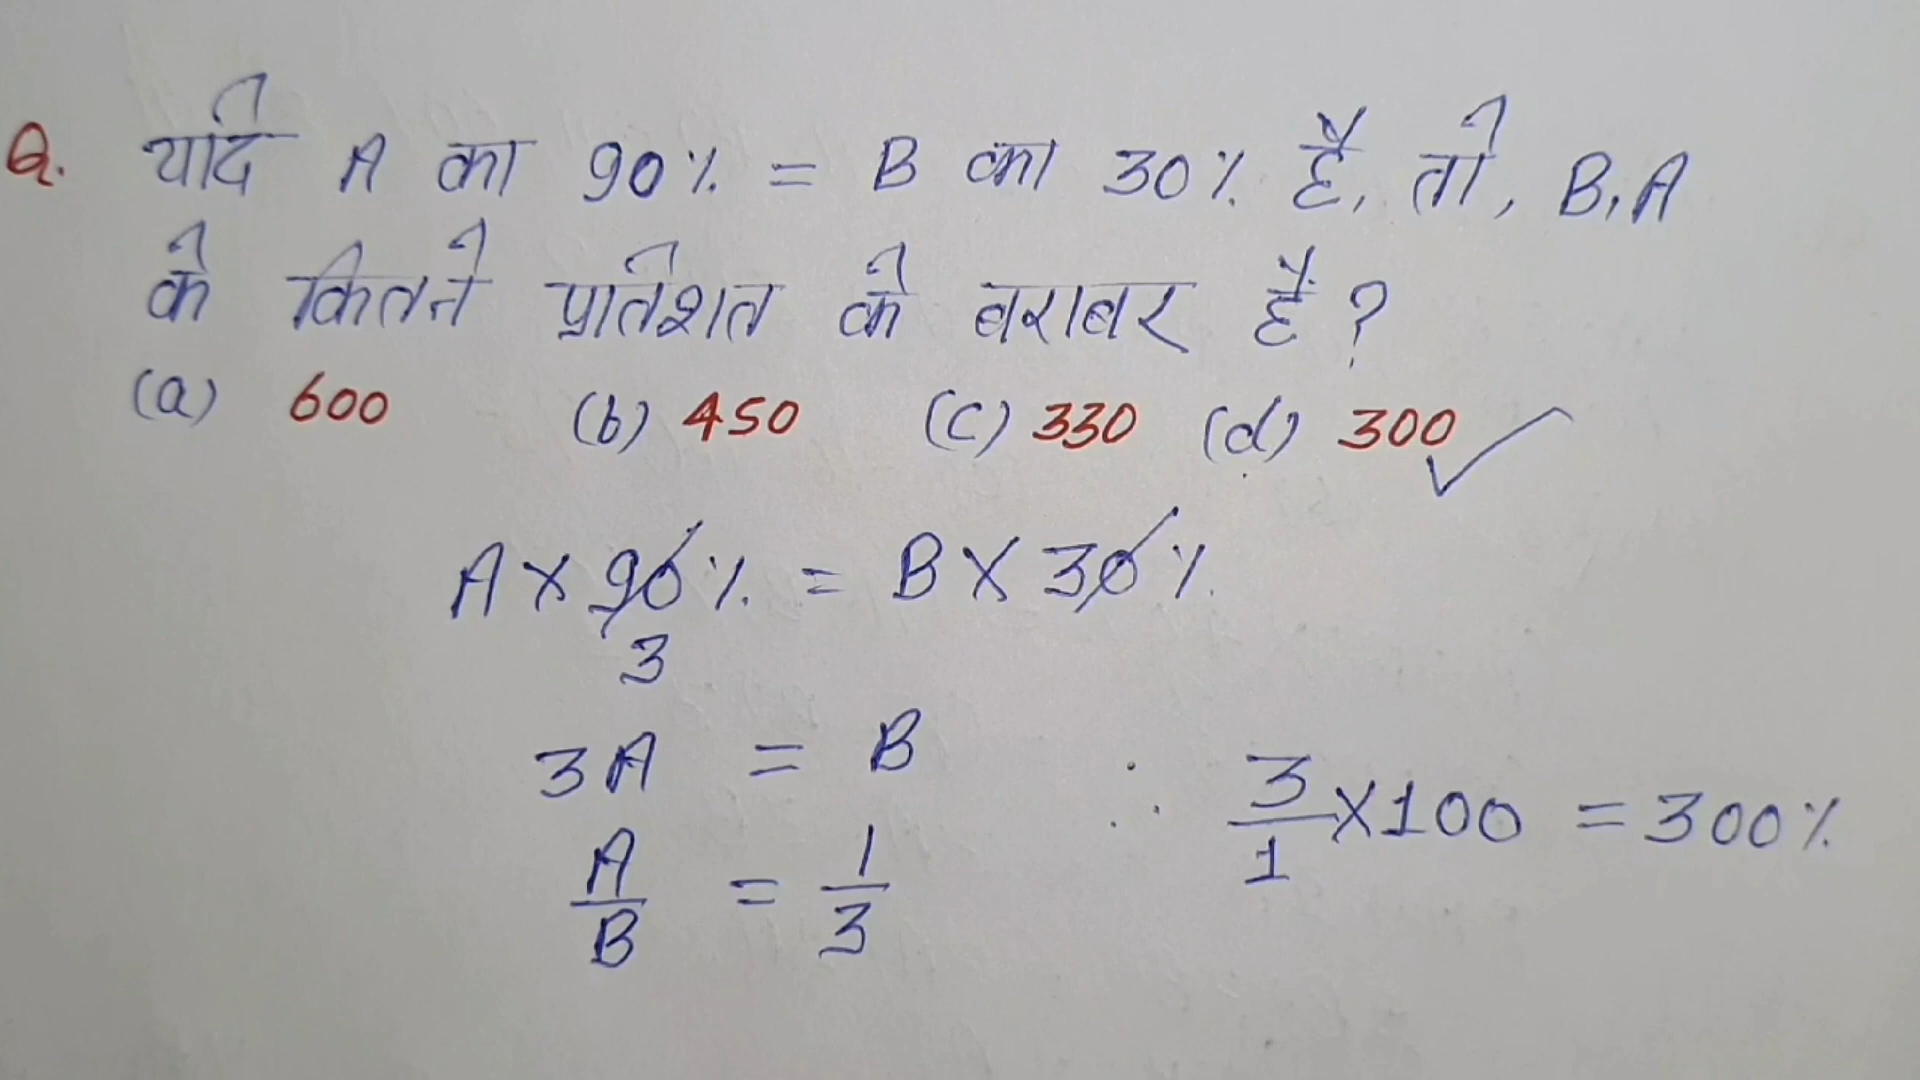 Q. यदि A का 90% = B का 30% है, तो, B, A
के कितने प्रतिशत के बराबर हैं?
(a) 600 (b) 450 (c) 330 (d) 300 ✓
A × 90% = B × 30%
3
3A = B
A/B = 1/3
∴ 3/1 × 100 = 300%